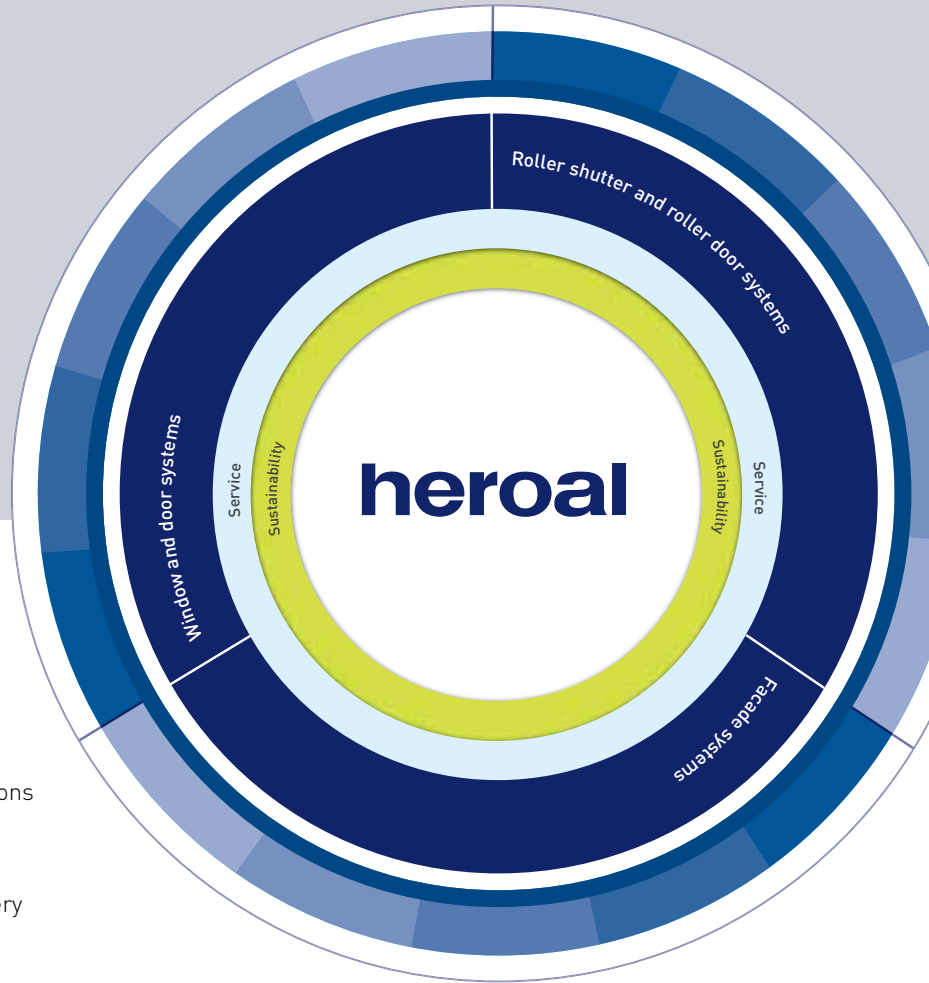 Roller shutter and roller door systems
Window and door systems
Service
Sustainability
heroal
Sustainability
Service
Facade systems
ons
ery